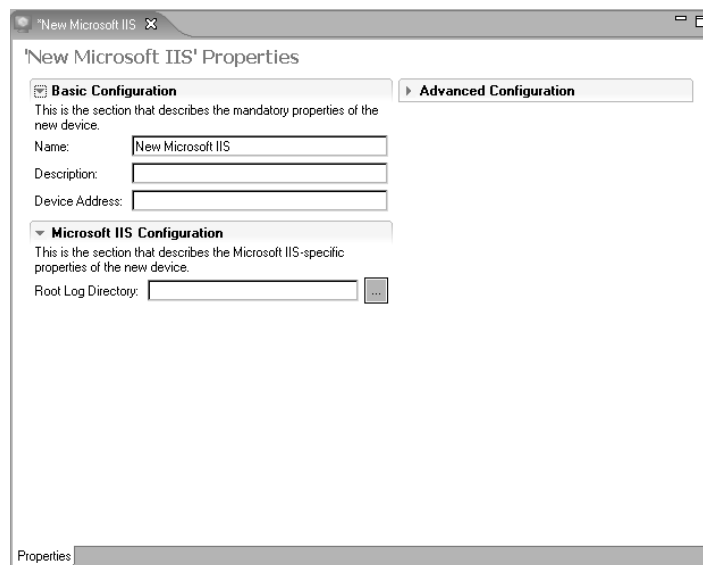 *New Microsoft IIS
'New Microsoft IIS' Properties
Basic Configuration
This is the section that describes the mandatory properties of the
new device.
Name: New Microsoft IIS
Description:
Device Address:
Microsoft IIS Configuration
This is the section that describes the Microsoft IIS-specific
properties of the new device.
Root Log Directory: ...
Advanced Configuration
Properties